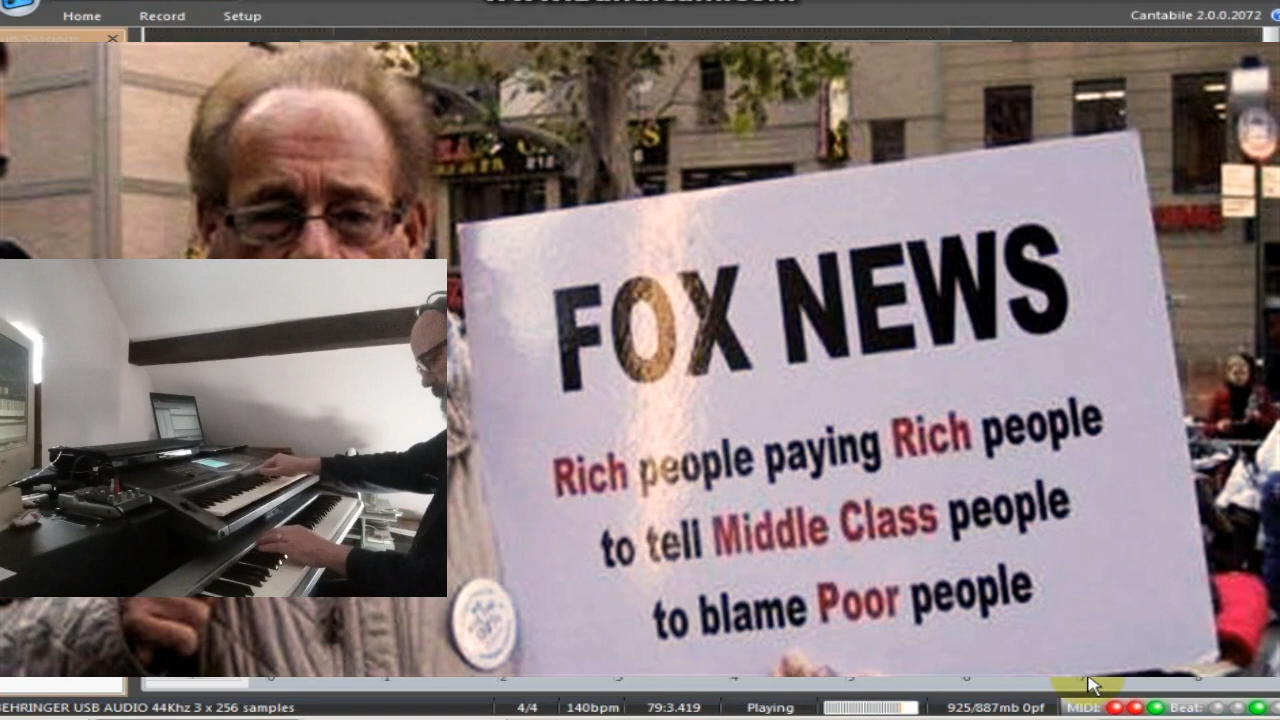 Home Record Setup Cantabile 2.0.0.2072
FOX NEWS
Rich people paying Rich people
to tell Middle Class people
to blame Poor people
BEHRINGER USB AUDIO 44Khz 3 x 256 samples 4/4 140bpm 79:3.419 Playing 925/887mb 0pf MIDI: Beat: